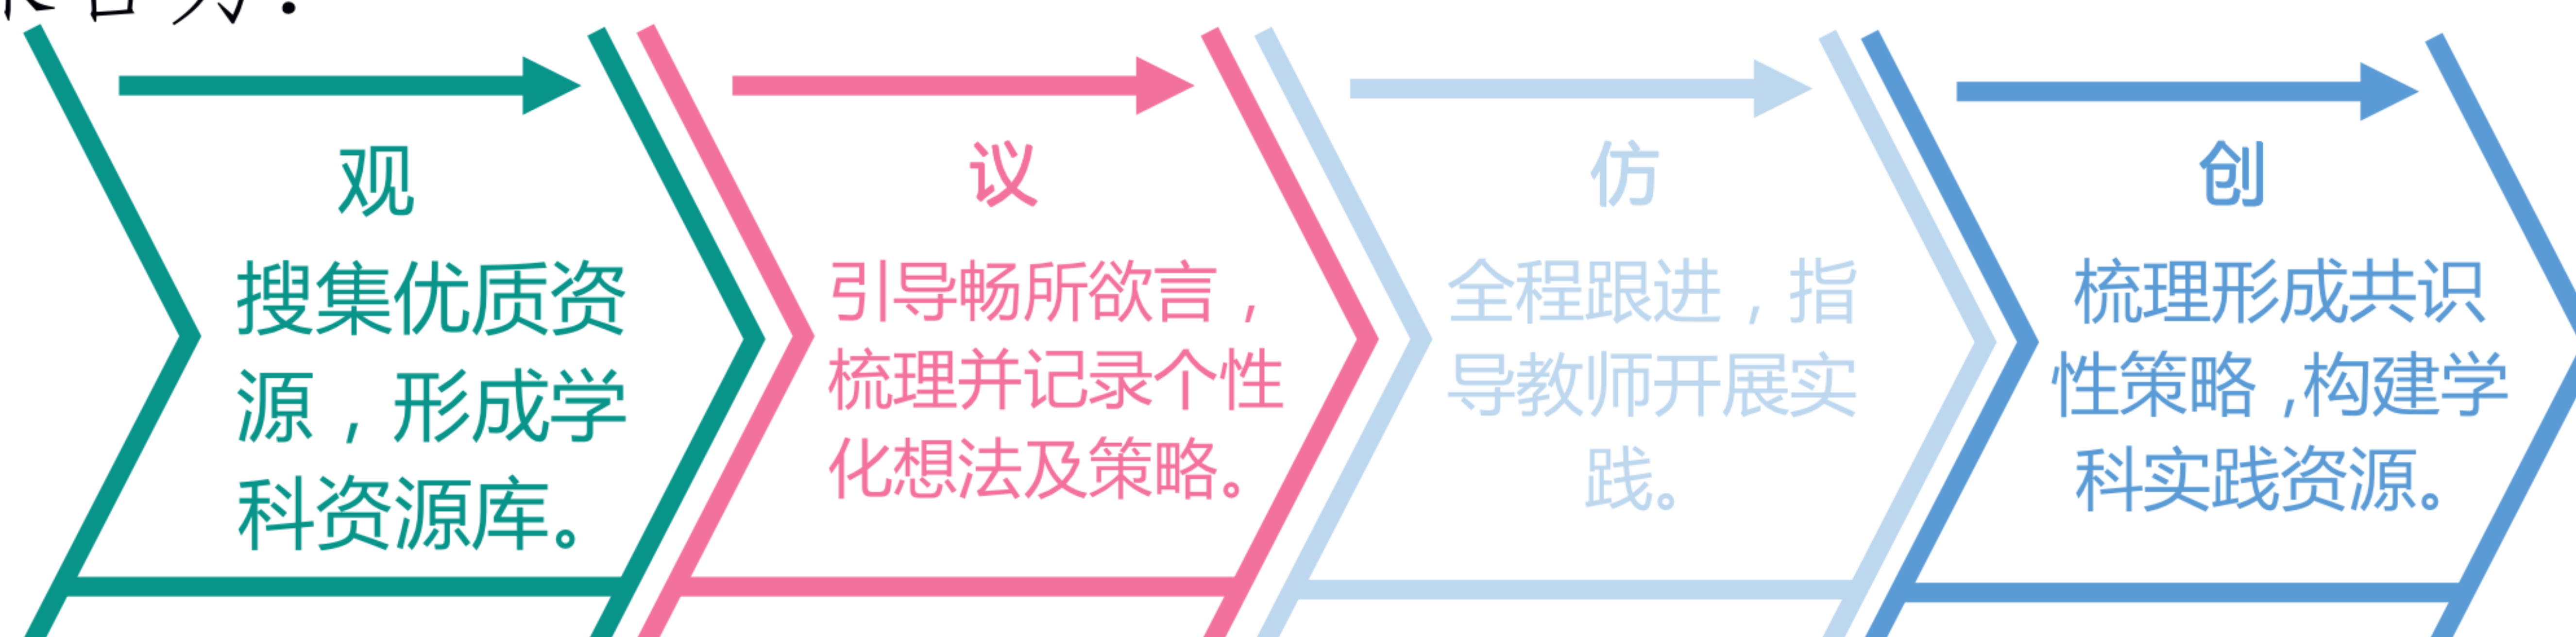 观
搜集优质资
源，形成学
科资源库。
议
引导畅所欲言，
梳理并记录个性
化想法及策略。
仿
全程跟进，指
导教师开展实
践。
创
梳理形成共识
性策略,构建学
科实践资源。